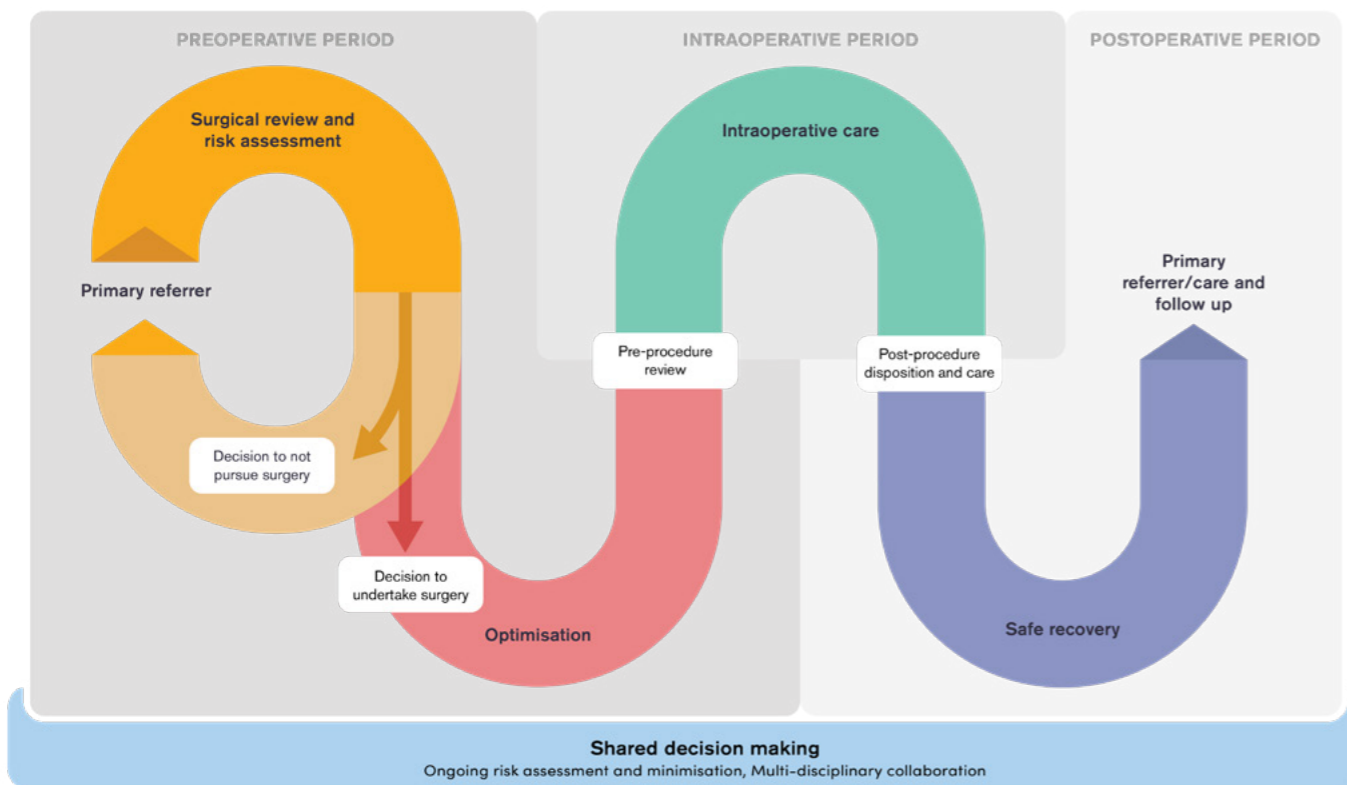 PREOPERATIVE PERIOD
INTRAOPERATIVE PERIOD
POSTOPERATIVE PERIOD
Surgical review and
risk assessment
Primary referrer
Decision to not
pursue surgery
Decision to
undertake surgery
Optimisation
Pre-procedure
review
Intraoperative care
Post-procedure
disposition and care
Safe recovery
Primary
referrer/care and
follow up
Shared decision making
Ongoing risk assessment and minimisation, Multi-disciplinary collaboration